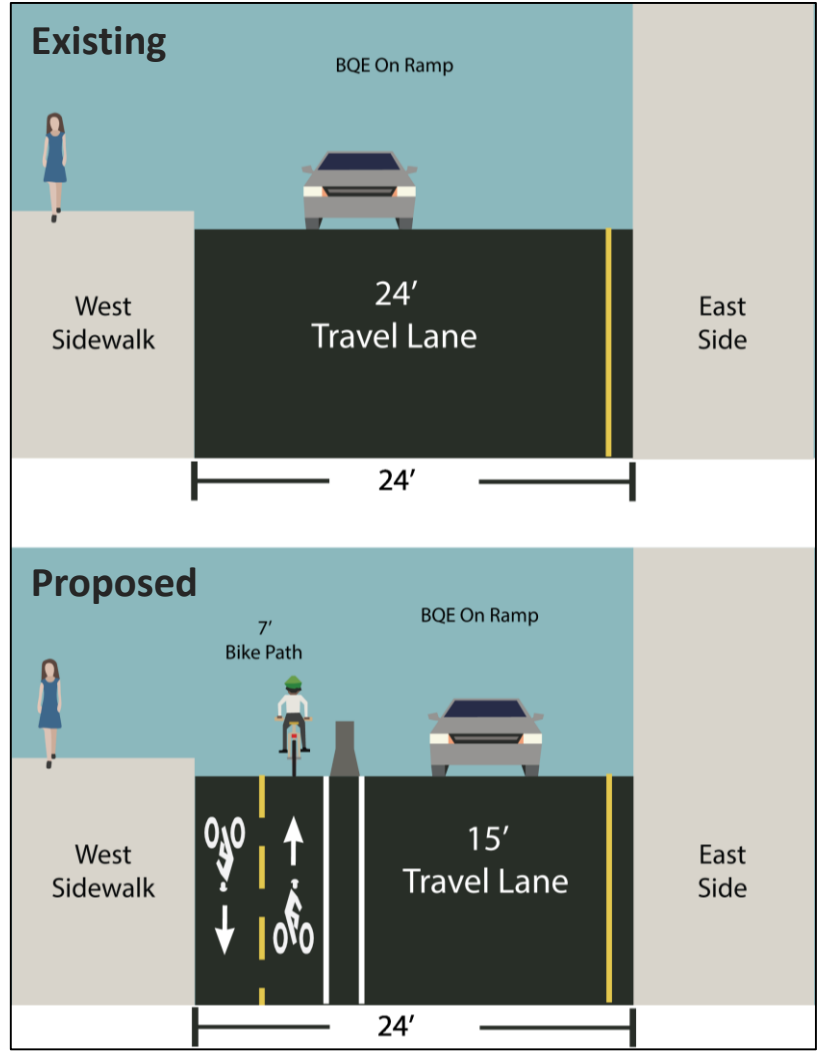 Existing
BQE On Ramp
24′
Travel Lane
West
Sidewalk
East
Side
24′
Proposed
7′
Bike Path
BQE On Ramp
15′
Travel Lane
West
Sidewalk
East
Side
24′